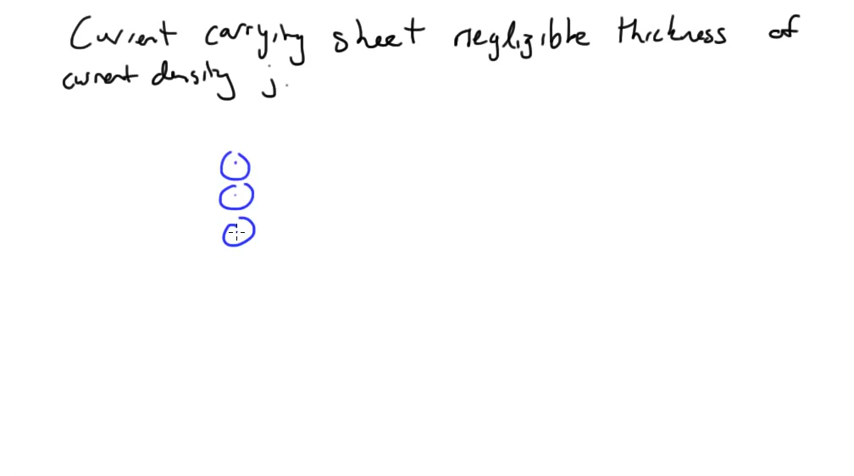 Current carrying sheet negligible thickness of
current density j.